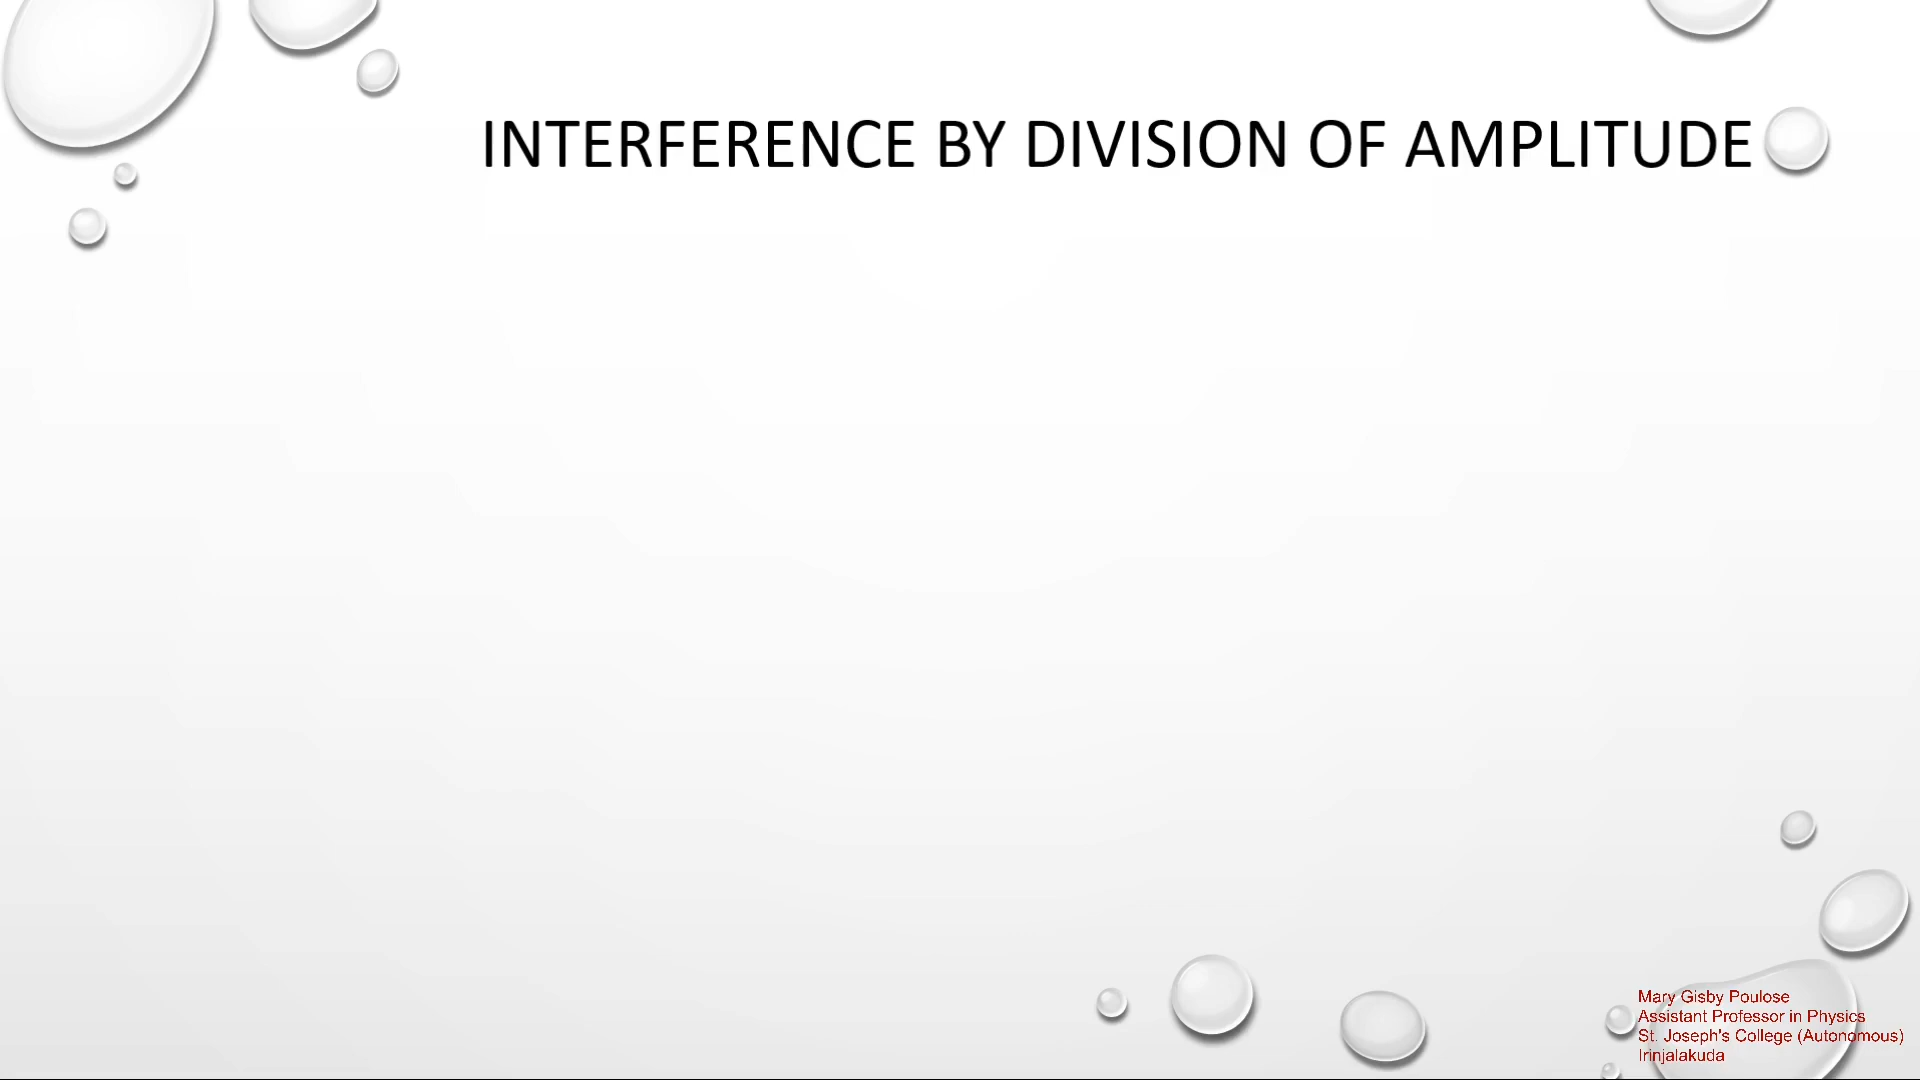 INTERFERENCE BY DIVISION OF AMPLITUDE
Mary Gisby Poulose
Assistant Professor in Physics
St. Joseph's College (Autonomous)
Irinjalakuda